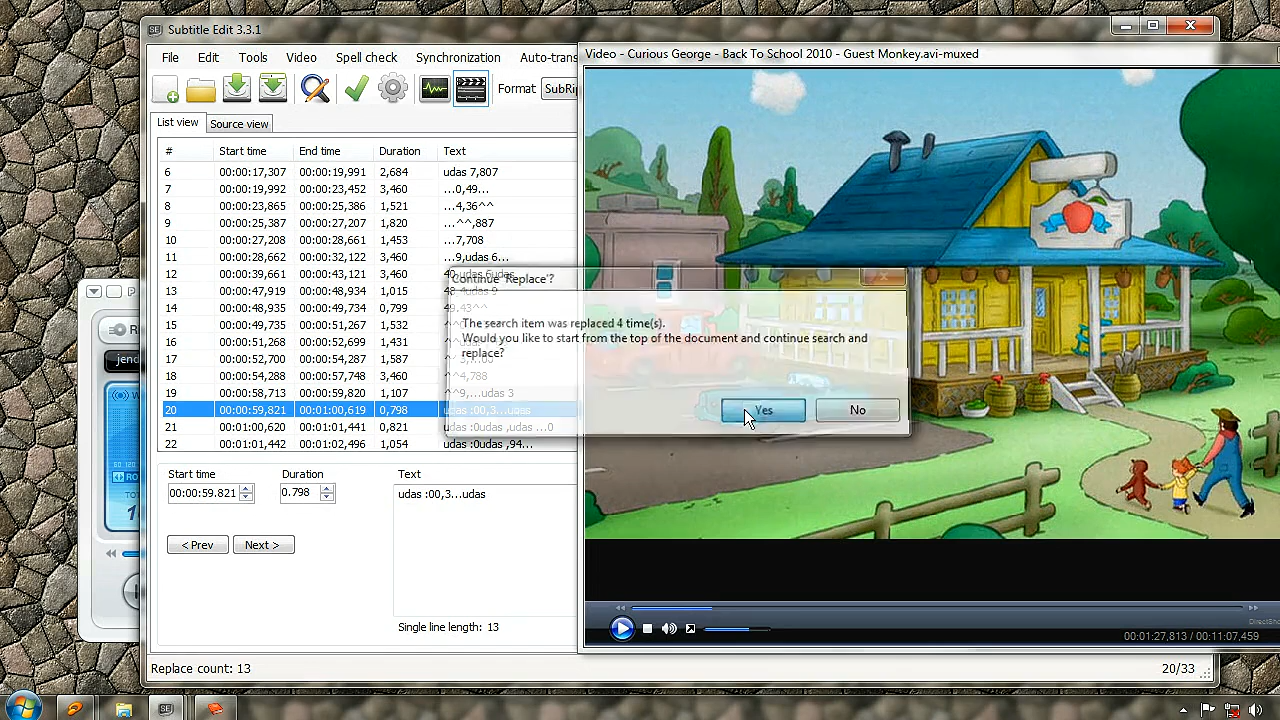 Subtitle Edit 3.3.1
File Edit Tools Video Spell check Synchronization Auto-trans
Video - Curious George - Back To School 2010 - Guest Monkey.avi-muxed
Format SubRi
List view Source view
# Start time End time Duration Text
6 00:00:17,307 00:00:19,991 2,684 udas 7,807
7 00:00:19,992 00:00:23,452 3,460 ...0,49...
8 00:00:23,865 00:00:25,386 1,521 ...4,36^^
9 00:00:25,387 00:00:27,207 1,820 ...^^,887
10 00:00:27,208 00:00:28,661 1,453 ...7,708
11 00:00:28,662 00:00:32,122 3,460 ...9,udas 6...
12 00:00:39,661 00:00:43,121 3,460
13 00:00:47,919 00:00:48,934 1,015
14 00:00:48,935 00:00:49,734 0,799
15 00:00:49,735 00:00:51,267 1,532
16 00:00:51,268 00:00:52,699 1,431
17 00:00:52,700 00:00:54,287 1,587
18 00:00:54,288 00:00:57,748 3,460 ^^4,788
19 00:00:58,713 00:00:59,820 1,107 ^^9,...udas 3
20 00:00:59,821 00:01:00,619 0,798 udas :00,3...udas
21 00:01:00,620 00:01:01,441 0,821 udas :0udas ,udas ...0
22 00:01:01,442 00:01:02,496 1,054 udas :0udas ,94...
Continue 'Replace'?
The search item was replaced 4 time(s).
Would you like to start from the top of the document and continue search and
replace?
Yes No
Start time Duration Text
00:00:59.821 0.798 udas :00,3...udas
< Prev Next >
Single line length: 13
00:01:27,813 / 00:11:07,459
Replace count: 13
20/33